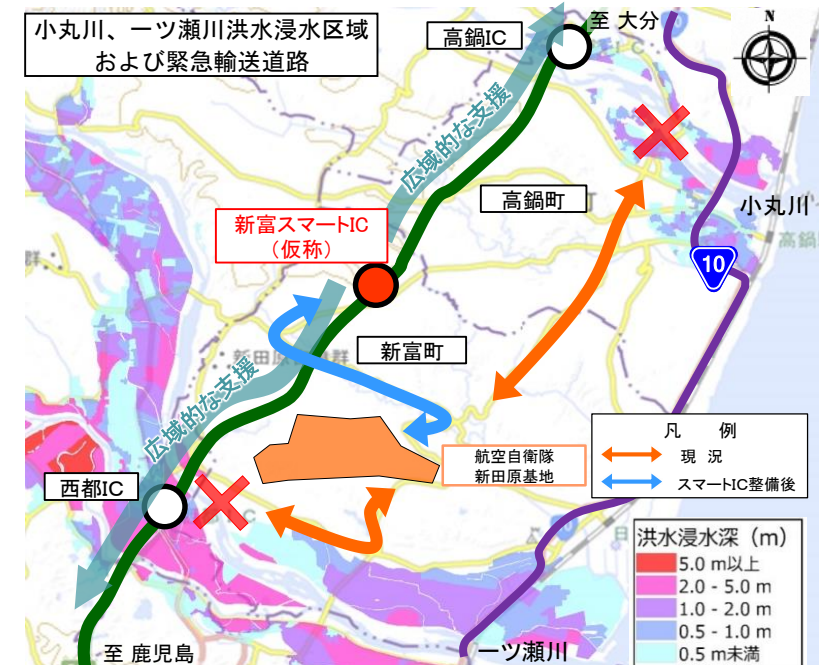 小丸川、一ツ瀬川洪水浸水区域
および緊急輸送道路
高鍋IC
至 大分
N
広域的な支援
高鍋町
小丸川
新富スマートIC
(仮称)
10
新富町
広域的な支援
西都IC
航空自衛隊
新田原基地
凡 例
現 況
スマートIC整備後
洪水浸水深(m)
5.0 m以上
2.0 - 5.0 m
1.0 - 2.0 m
0.5 - 1.0 m
0.5 m未満
至 鹿児島
一ツ瀬川